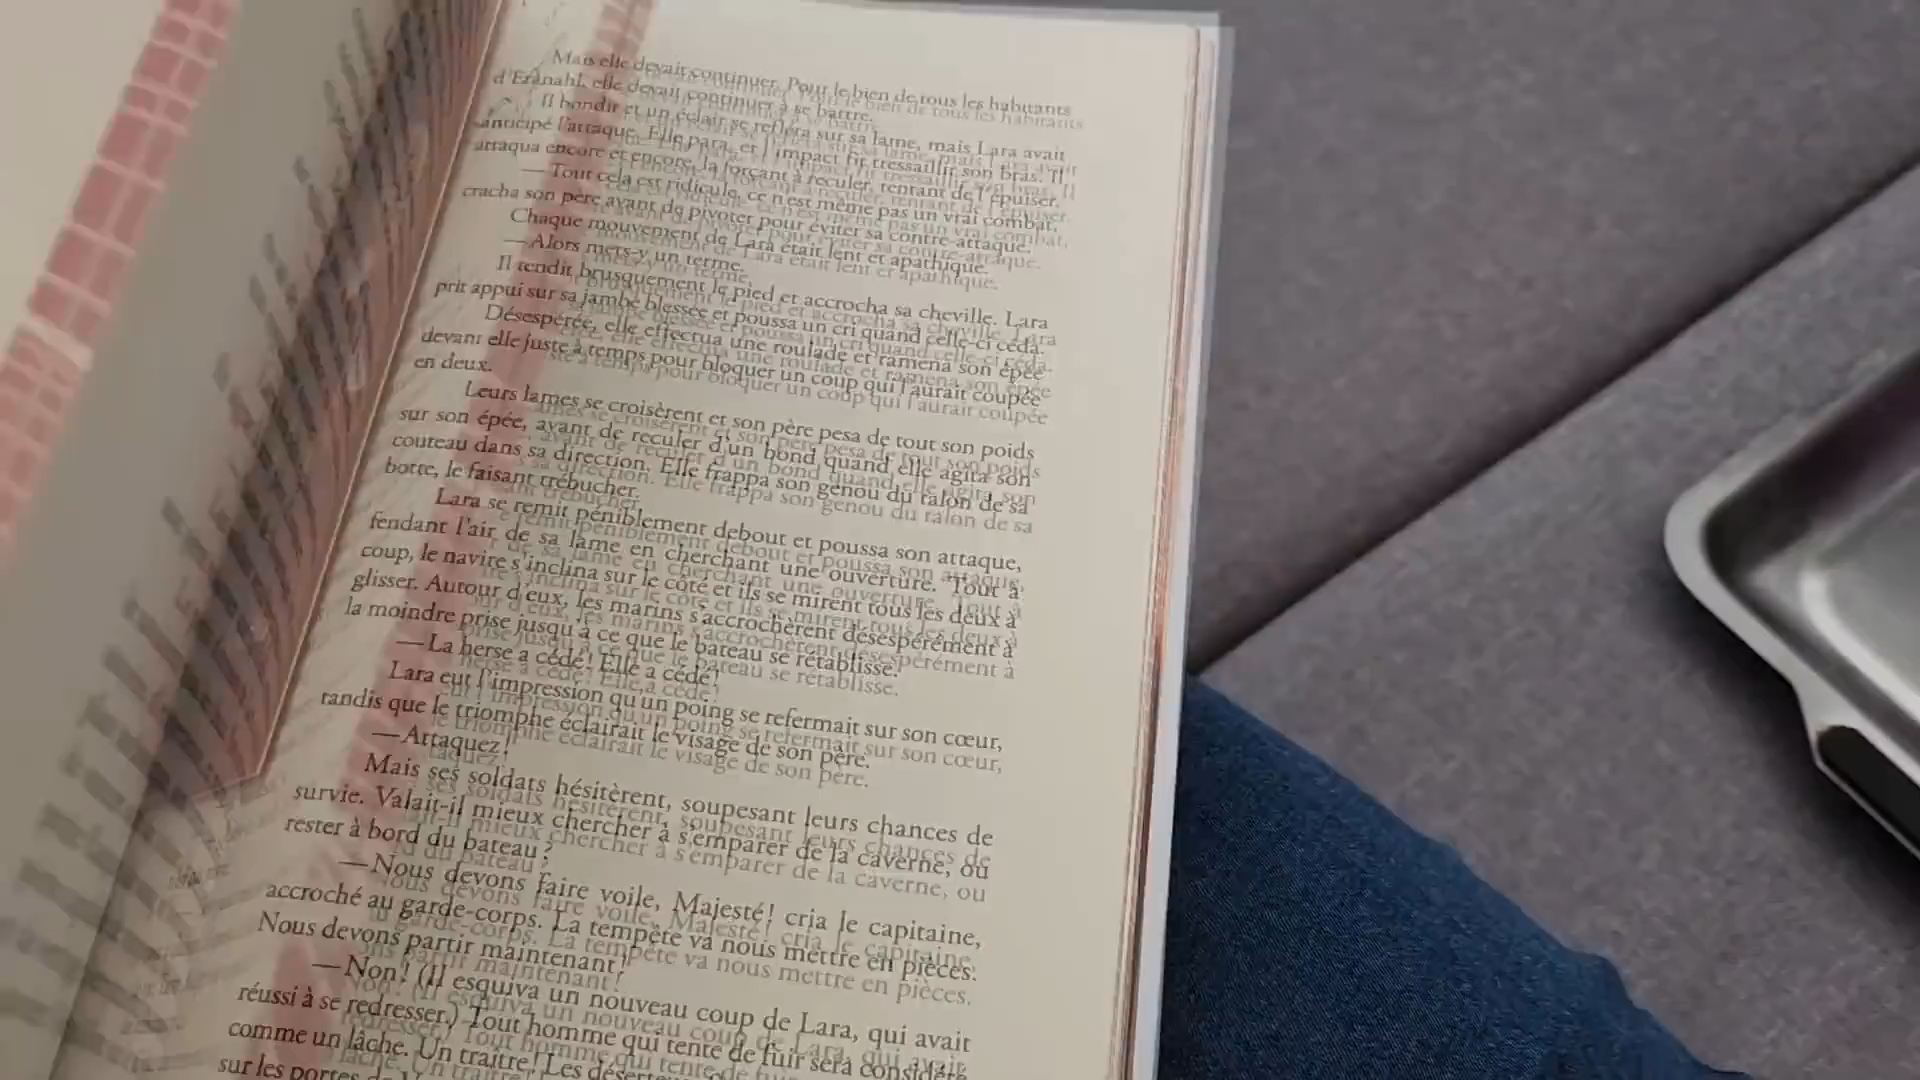 Mais elle devait continuer. Pour le bien de tous les habitants
d'Eranahl, elle devait continuer à se battre.
Il bondit et un éclair se refléta sur sa lame, mais Lara avait
anticipé l'attaque. Elle para, et l'impact fit tressaillir son bras. Il
attaqua encore et encore, la forçant à reculer, tentant de l'épuiser.
—Tout cela est ridicule, ce n'est même pas un vrai combat,
cracha son père avant de pivoter pour éviter sa contre-attaque.
Chaque mouvement de Lara était lent et apathique.
—Alors mets-y un terme.
Il tendit brusquement le pied et accrocha sa cheville. Lara
prit appui sur sa jambe blessée et poussa un cri quand celle-ci céda.
Désespérée, elle effectua une roulade et ramena son épée
devant elle juste à temps pour bloquer un coup qui l'aurait coupée
en deux.
Leurs lames se croisèrent et son père pesa de tout son poids
sur son épée, avant de reculer d'un bond quand elle agita son
couteau dans sa direction. Elle frappa son genou du talon de sa
botte, le faisant trébucher.
Lara se remit péniblement debout et poussa son attaque,
fendant l'air de sa lame en cherchant une ouverture. Tout à
coup, le navire s'inclina sur le côté et ils se mirent tous les deux à
glisser. Autour d'eux, les marins s'accrochèrent désespérément à
la moindre prise jusqu'à ce que le bateau se rétablisse.
—La herse a cédé! Elle a cédé!
Lara eut l'impression qu'un poing se refermait sur son cœur,
tandis que le triomphe éclairait le visage de son père.
—Attaquez!
Mais ses soldats hésitèrent, soupesant leurs chances de
survie. Valait-il mieux chercher à s'emparer de la caverne, ou
rester à bord du bateau?
—Nous devons faire voile, Majesté! cria le capitaine,
accroché au garde-corps. La tempête va nous mettre en pièces.
Nous devons partir maintenant!
—Non! (Il esquiva un nouveau coup de Lara, qui avait
réussi à se redresser.) Tout homme qui tente de fuir sera considéré
comme un lâche. Un traître! Les
sur les portes de